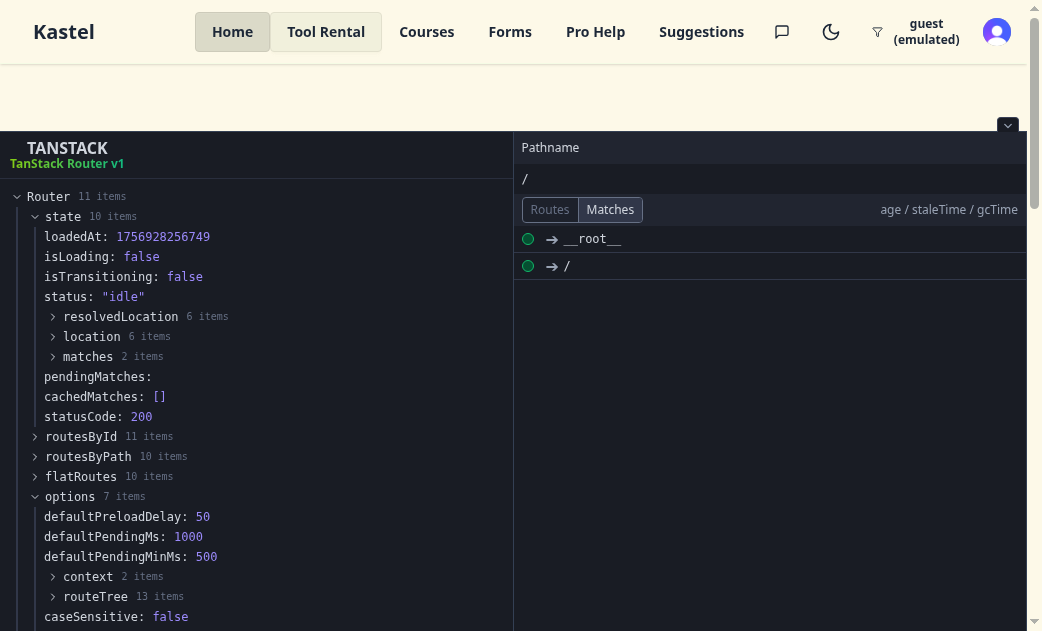 Kastel
Home
Tool Rental
Courses
Forms
Pro Help
Suggestions
guest
(emulated)
TANSTACK
TanStack Router v1
Router 11 items
state 10 items
loadedAt: 1756928256749
isLoading: false
isTransitioning: false
status: "idle"
resolvedLocation 6 items
location 6 items
matches 2 items
pendingMatches:
cachedMatches: []
statusCode: 200
routesById 11 items
routesByPath 10 items
flatRoutes 10 items
options 7 items
defaultPreloadDelay: 50
defaultPendingMs: 1000
defaultPendingMinMs: 500
context 2 items
routeTree 13 items
caseSensitive: false
Pathname
/
Routes
Matches
age / staleTime / gcTime
__root__
/